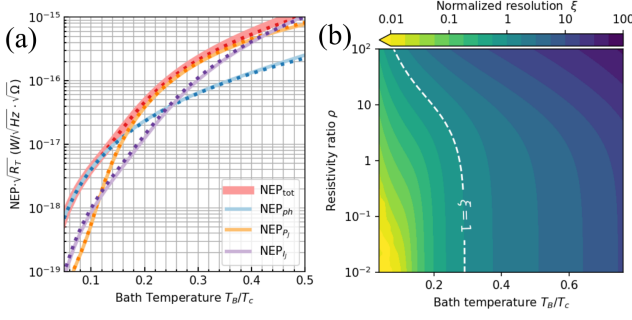 (a)
NEP·√R_T (W/√Hz · √Ω)
10⁻¹⁵
10⁻¹⁶
10⁻¹⁷
10⁻¹⁸
10⁻¹⁹
NEP_tot
NEP_ph
NEP_Pⱼ
NEP_Iⱼ
0.1 0.2 0.3 0.4 0.5
Bath Temperature T_B/T_c
(b)
Normalized resolution ξ
0.01 0.1 1 10 100
Resistivity ratio ρ
10²
10
1
10⁻¹
10⁻²
ξ=1
0.2 0.4 0.6
Bath temperature T_B/T_c